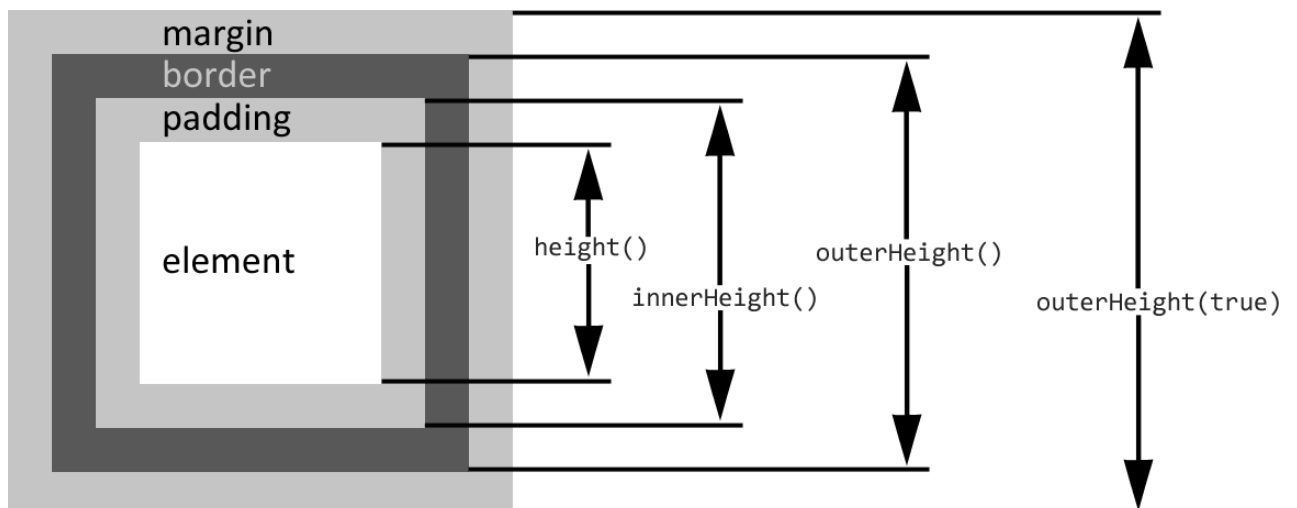 margin
border
padding
element
height()
innerHeight()
outerHeight()
outerHeight(true)